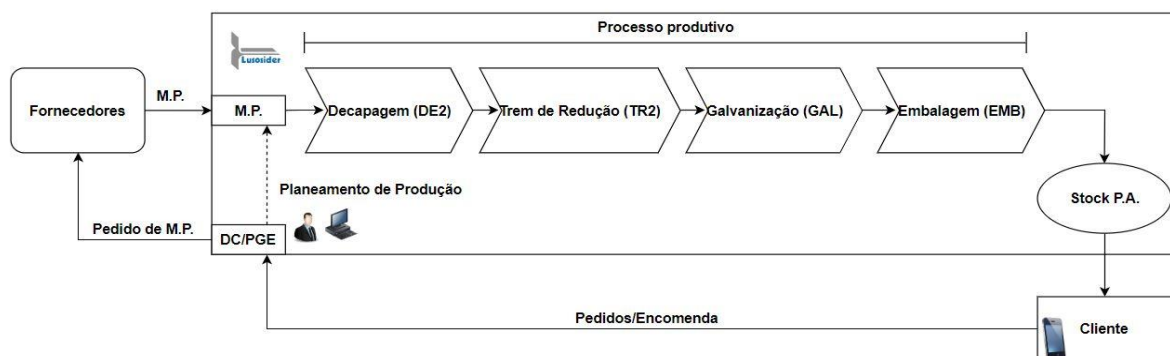 Processo produtivo
Lusosider
Fornecedores
M.P.
M.P.
Decapagem (DE2)
Trem de Redução (TR2)
Galvanização (GAL)
Embalagem (EMB)
Planeamento de Produção
Stock P.A.
Pedido de M.P.
DC/PGE
Pedidos/Encomenda
Cliente